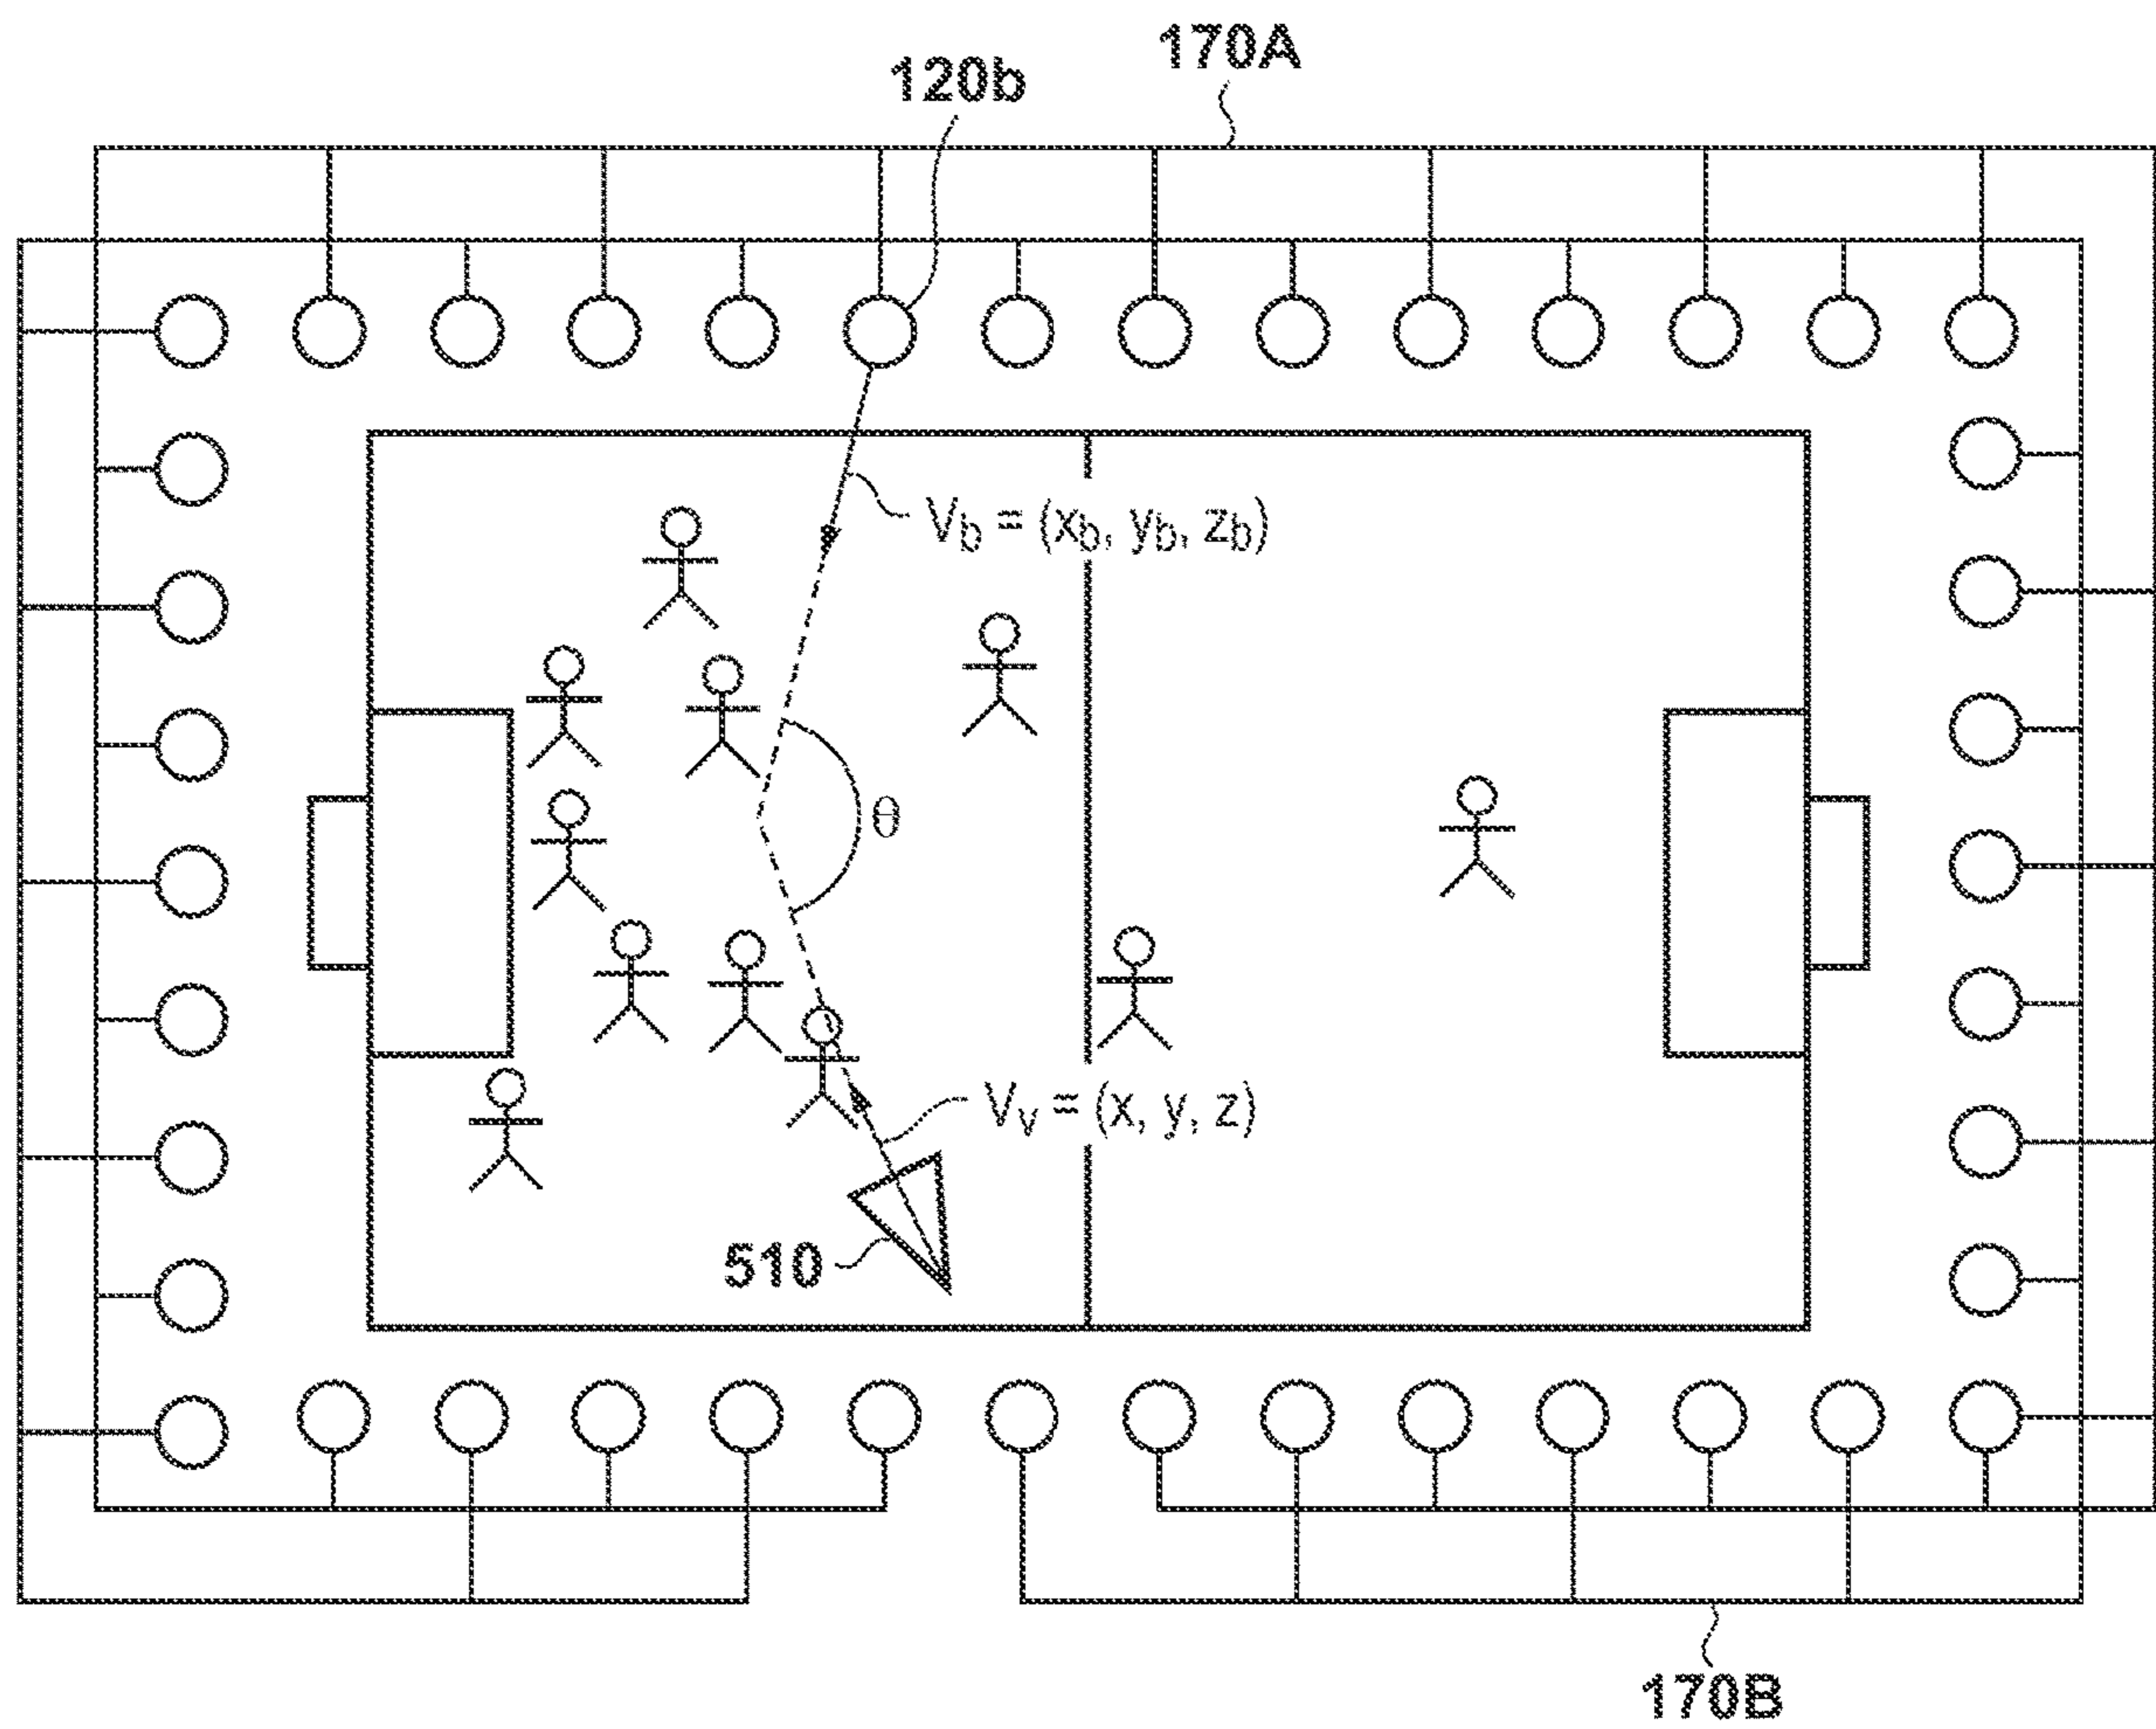 170A
120b
Vb = (xb, yb, zb)
θ
Vv = (x, y, z)
510
170B